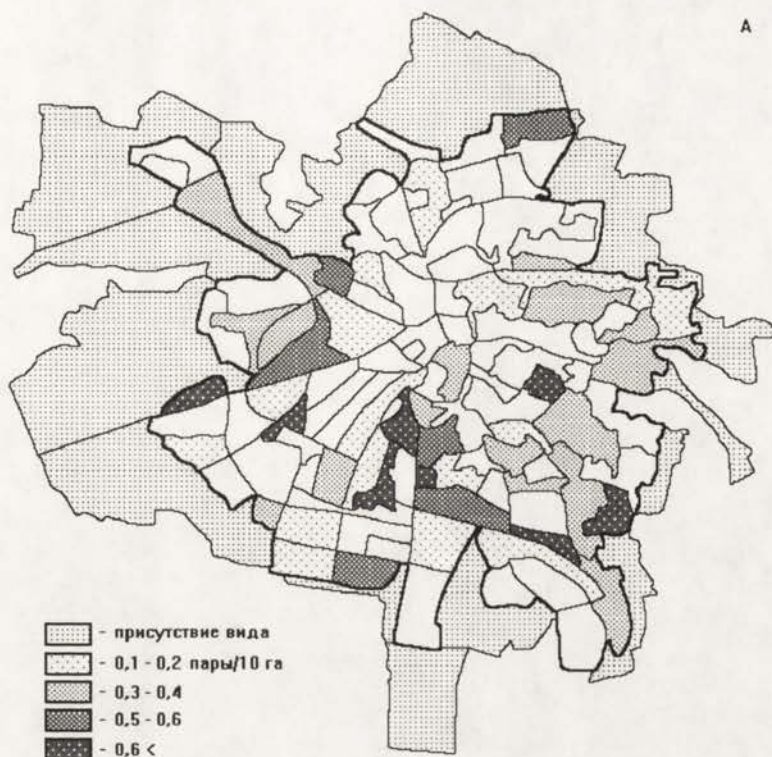 А
- присутствие вида
- 0,1 - 0,2 пары/10 га
- 0,3 - 0,4
- 0,5 - 0,6
- 0,6 <